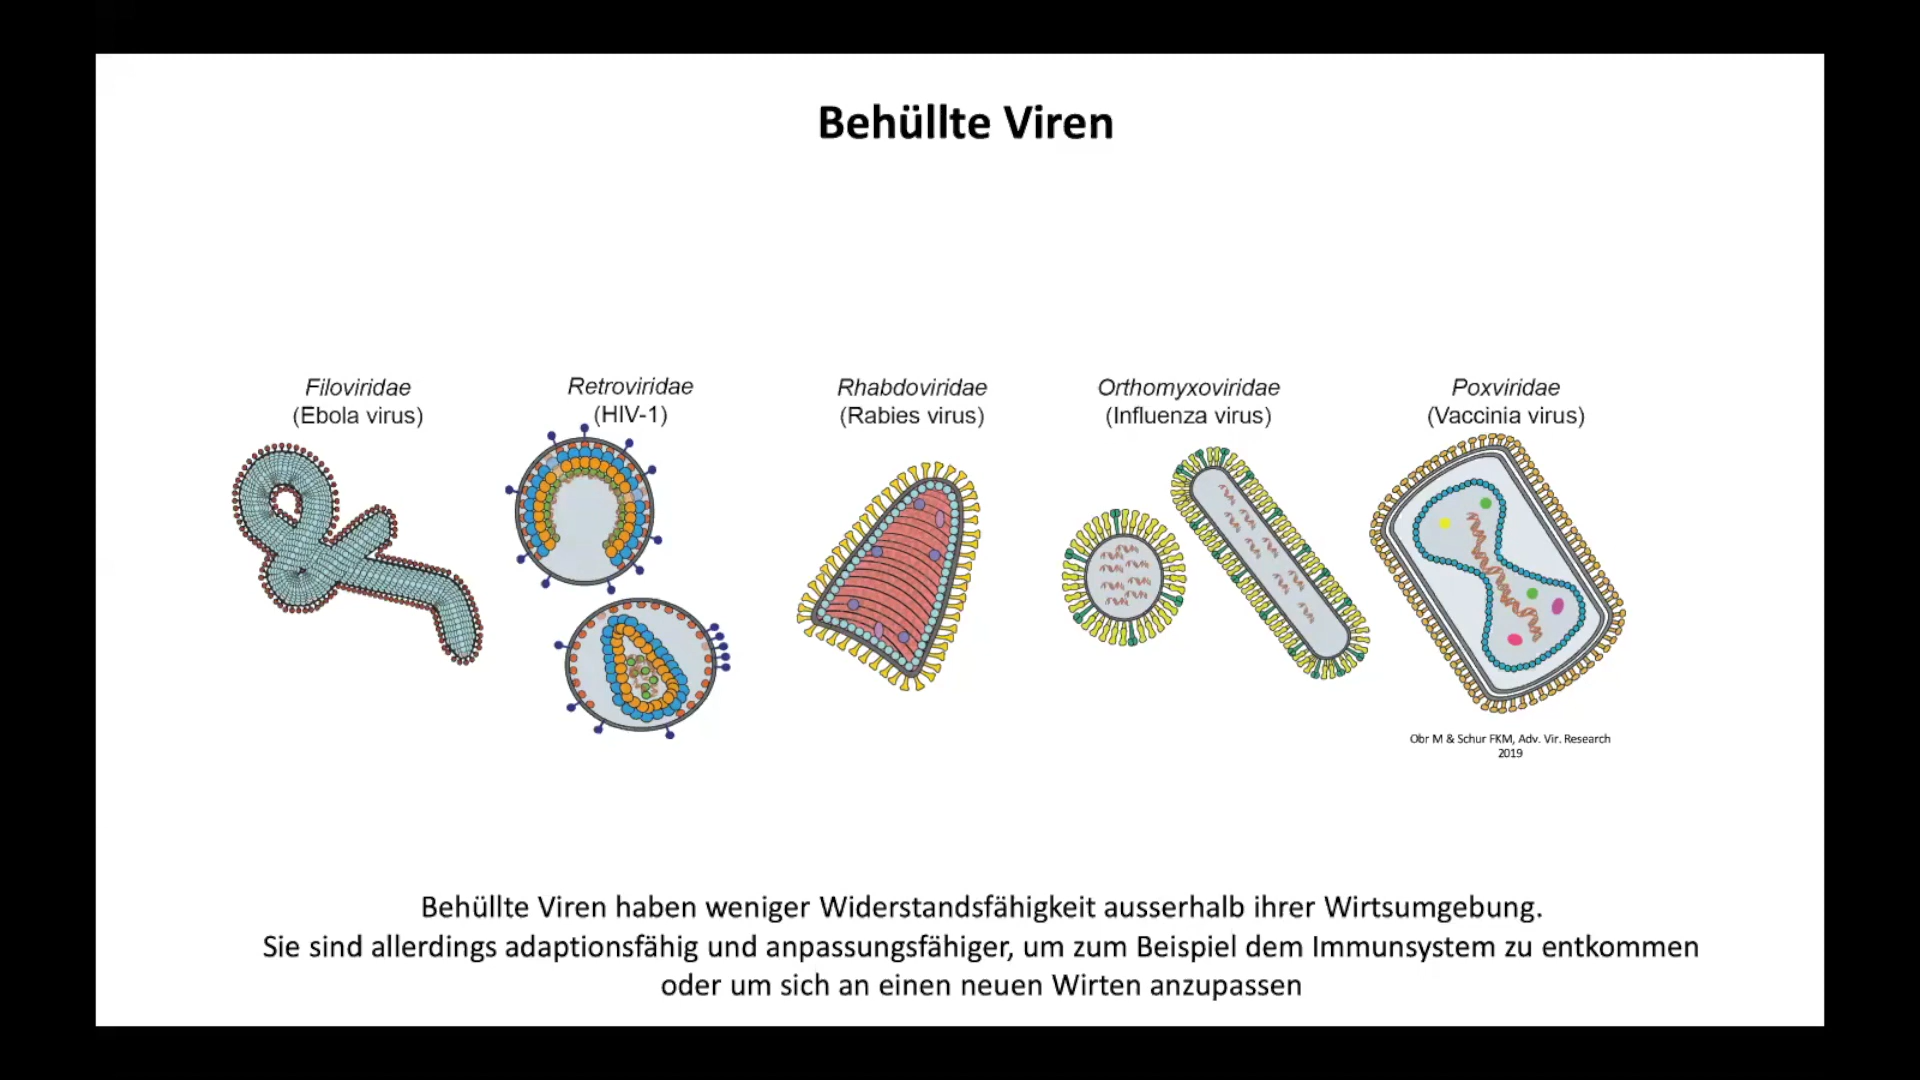 Behüllte Viren
Filoviridae
(Ebola virus)
Retroviridae
(HIV-1)
Rhabdoviridae
(Rabies virus)
Orthomyxoviridae
(Influenza virus)
Poxviridae
(Vaccinia virus)
Obr M & Schur FKM, Adv. Vir. Research
2019
Behüllte Viren haben weniger Widerstandsfähigkeit ausserhalb ihrer Wirtsumgebung.
Sie sind allerdings adaptionsfähig und anpassungsfähiger, um zum Beispiel dem Immunsystem zu entkommen
oder um sich an einen neuen Wirten anzupassen